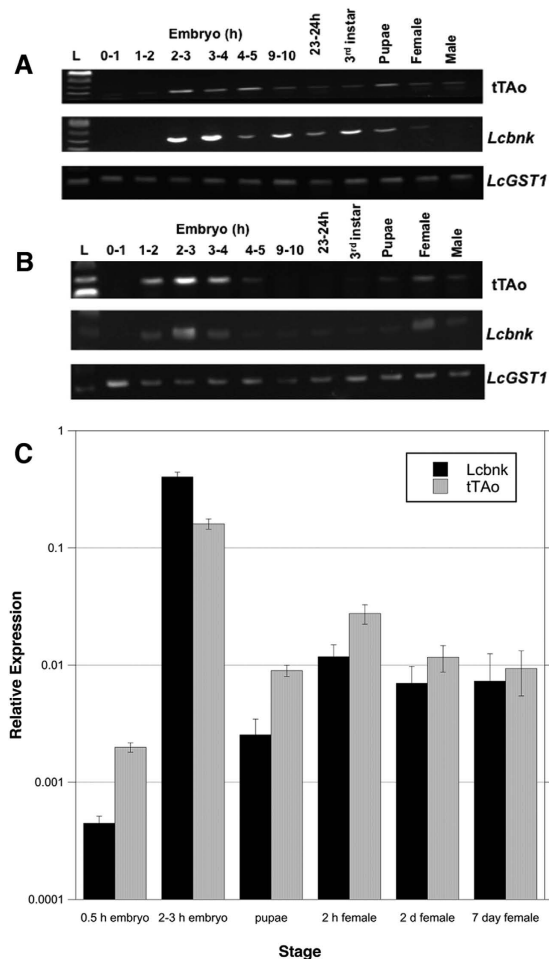 A
Embryo (h)
L 0-1 1-2 2-3 3-4 4-5 9-10 23-24h 3rd instar Pupae Female Male
tTAo
Lcbnk
LcGST1
B
Embryo (h)
L 0-1 1-2 2-3 3-4 4-5 9-10 23-24h 3rd instar Pupae Female Male
tTAo
Lcbnk
LcGST1
C
Lcbnk
tTAo
Relative Expression
1
0.1
0.01
0.001
0.0001
0.5 h embryo 2-3 h embryo pupae 2 h female 2 d female 7 day female
Stage